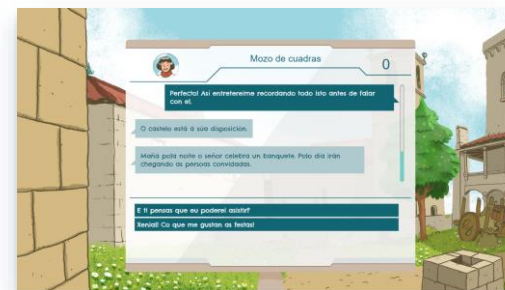 Mozo de cuadras
0
Perfecto! Así entretereime recordando todo isto antes de falar
con el.
O castelo está á súa disposición.
Mañá pola noite o señor celebra un banquete. Polo día irán
chegando as persoas convidadas.
E ti pensas que eu poderei asistir?
Xenial! Co que me gustan as festas!